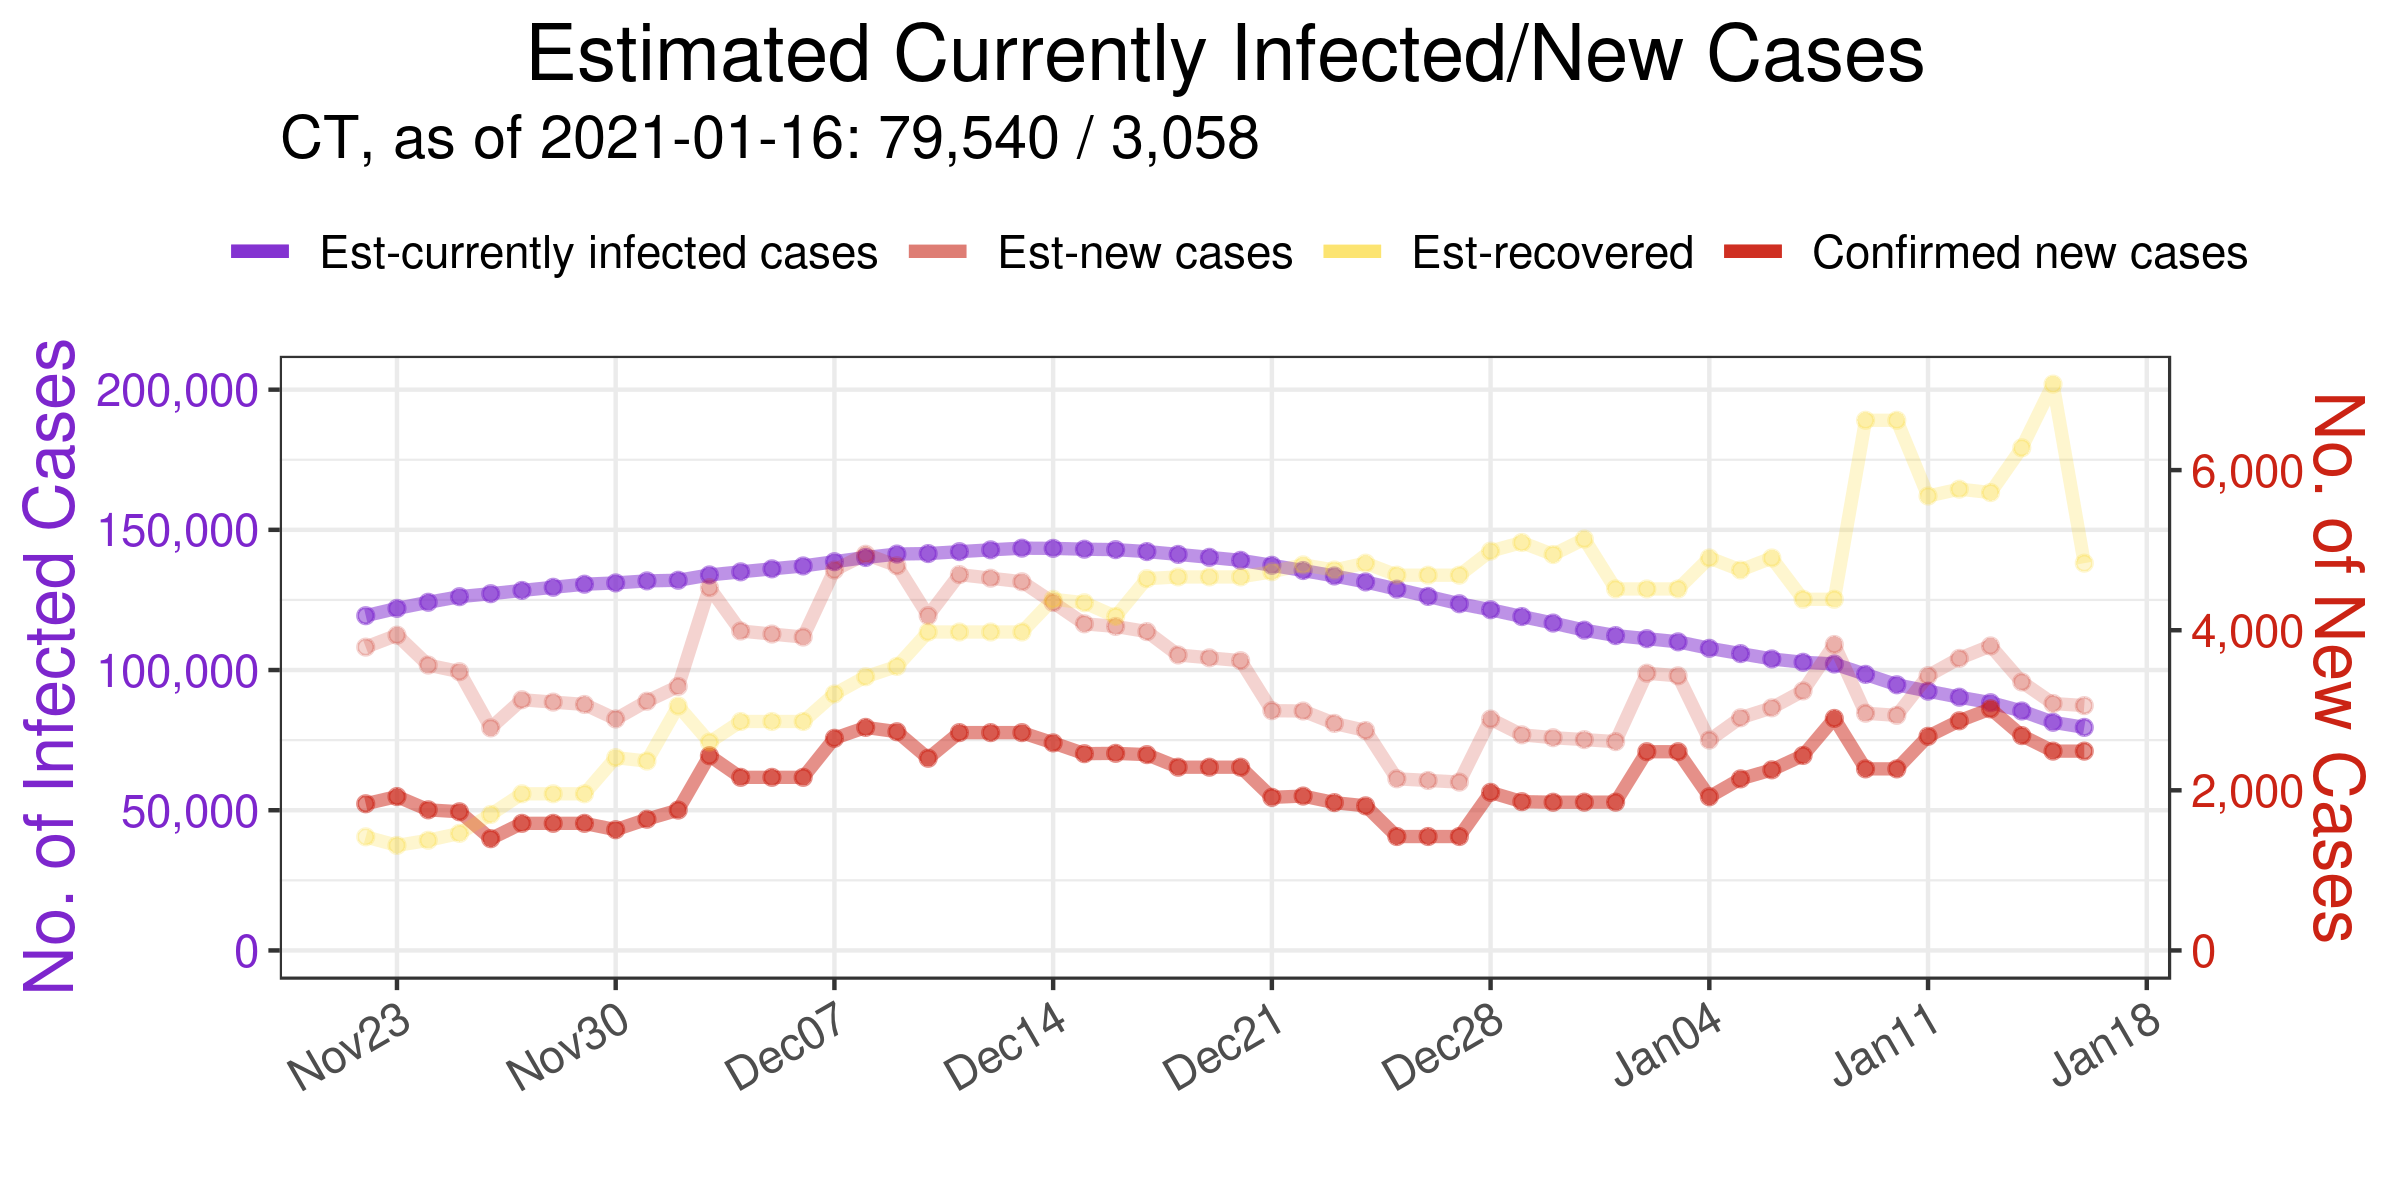 Estimated Currently Infected/New Cases
CT, as of 2021-01-16: 79,540 / 3,058
Est-currently infected cases
Est-new cases
Est-recovered
Confirmed new cases
No. of Infected Cases
200,000
150,000
100,000
50,000
0
6,000
4,000
2,000
0
No. of New Cases
Nov23
Nov30
Dec07
Dec14
Dec21
Dec28
Jan04
Jan11
Jan18